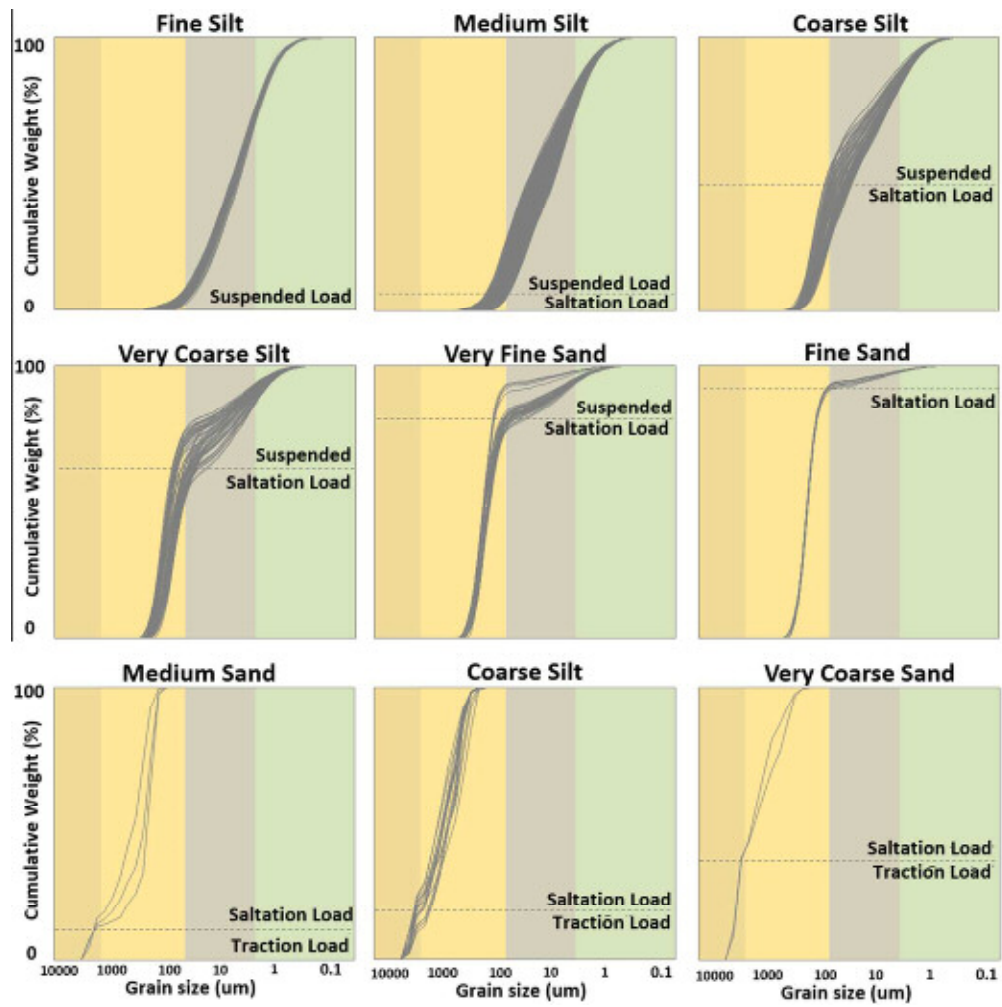 Fine Silt
Medium Silt
Coarse Silt
100
Cumulative Weight (%)
0
Suspended Load
Suspended Load
Saltation Load
Suspended
Saltation Load
Very Coarse Silt
Very Fine Sand
Fine Sand
100
Cumulative Weight (%)
0
Suspended
Saltation Load
Suspended
Saltation Load
Saltation Load
Medium Sand
Coarse Silt
Very Coarse Sand
100
Cumulative Weight (%)
0
Saltation Load
Traction Load
Saltation Load
Traction Load
Saltation Load
Traction Load
10000 1000 100 10 1 0.1
10000 1000 100 10 1 0.1
10000 1000 100 10 1 0.1
Grain size (um)
Grain size (um)
Grain size (um)